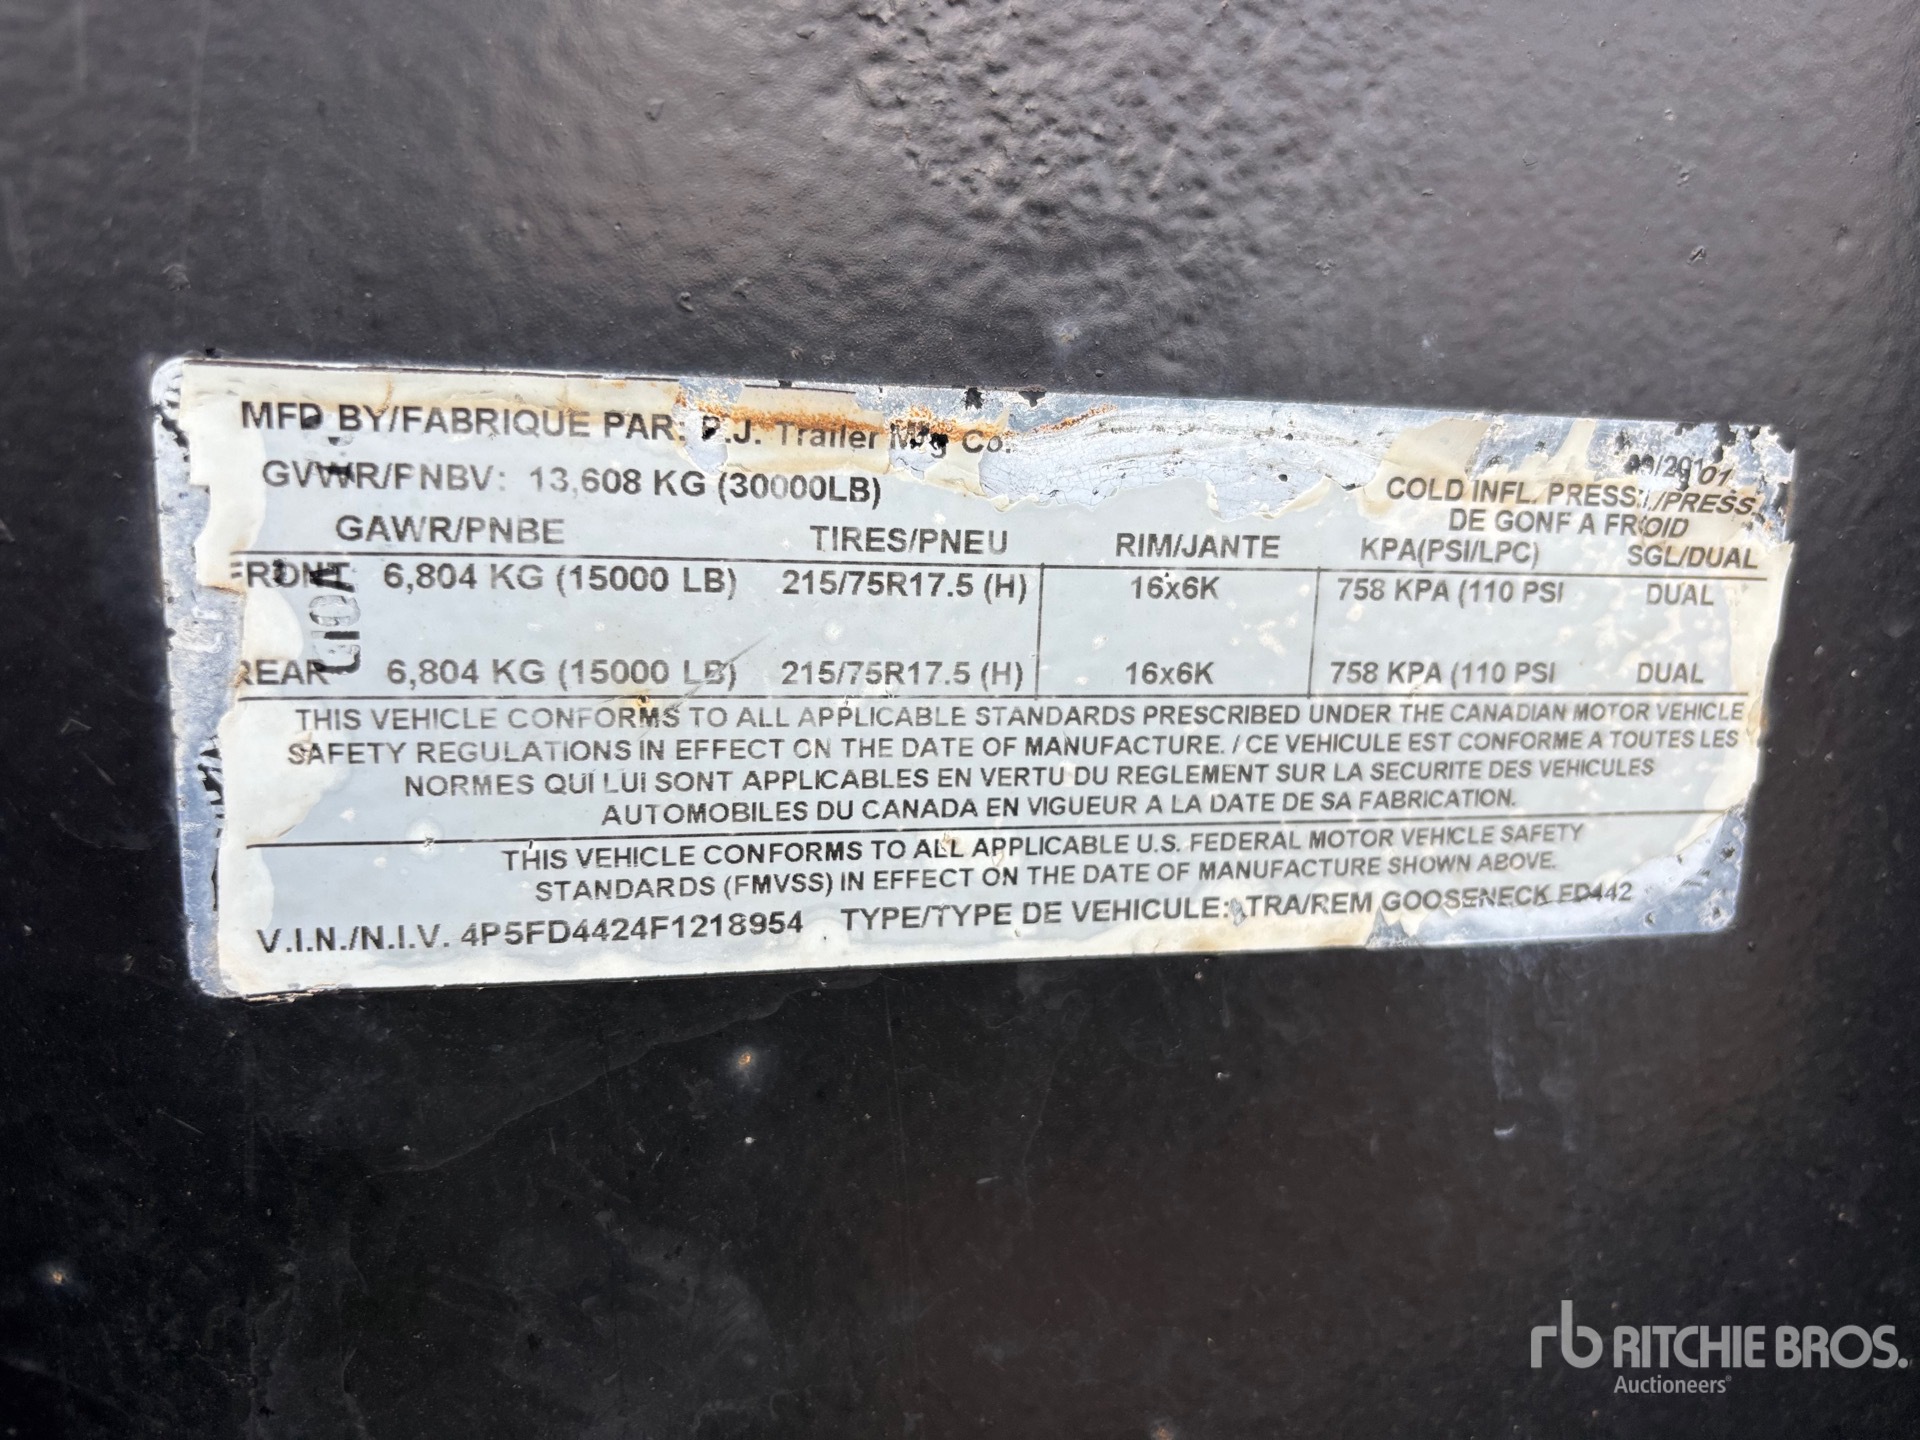 MFD BY/FABRIQUE PAR: P.J. Trailer Mfg Co.
GVWR/PNBV: 13,608 KG (30000LB)
COLD INFL. PRESS./PRESS.
DE GONF A FROID
GAWR/PNBE TIRES/PNEU RIM/JANTE KPA(PSI/LPC) SGL/DUAL
FRONT 6,804 KG (15000 LB) 215/75R17.5 (H) 16x6K 758 KPA (110 PSI DUAL
REAR 6,804 KG (15000 LB) 215/75R17.5 (H) 16x6K 758 KPA (110 PSI DUAL
THIS VEHICLE CONFORMS TO ALL APPLICABLE STANDARDS PRESCRIBED UNDER THE CANADIAN MOTOR VEHICLE
SAFETY REGULATIONS IN EFFECT ON THE DATE OF MANUFACTURE. / CE VEHICULE EST CONFORME A TOUTES LES
NORMES QUI LUI SONT APPLICABLES EN VERTU DU REGLEMENT SUR LA SECURITE DES VEHICULES
AUTOMOBILES DU CANADA EN VIGUEUR A LA DATE DE SA FABRICATION.
THIS VEHICLE CONFORMS TO ALL APPLICABLE U.S. FEDERAL MOTOR VEHICLE SAFETY
STANDARDS (FMVSS) IN EFFECT ON THE DATE OF MANUFACTURE SHOWN ABOVE.
V.I.N./N.I.V. 4P5FD4424F1218954 TYPE/TYPE DE VEHICULE: TRA/REM GOOSENECK FD442
rb RITCHIE BROS.
Auctioneers